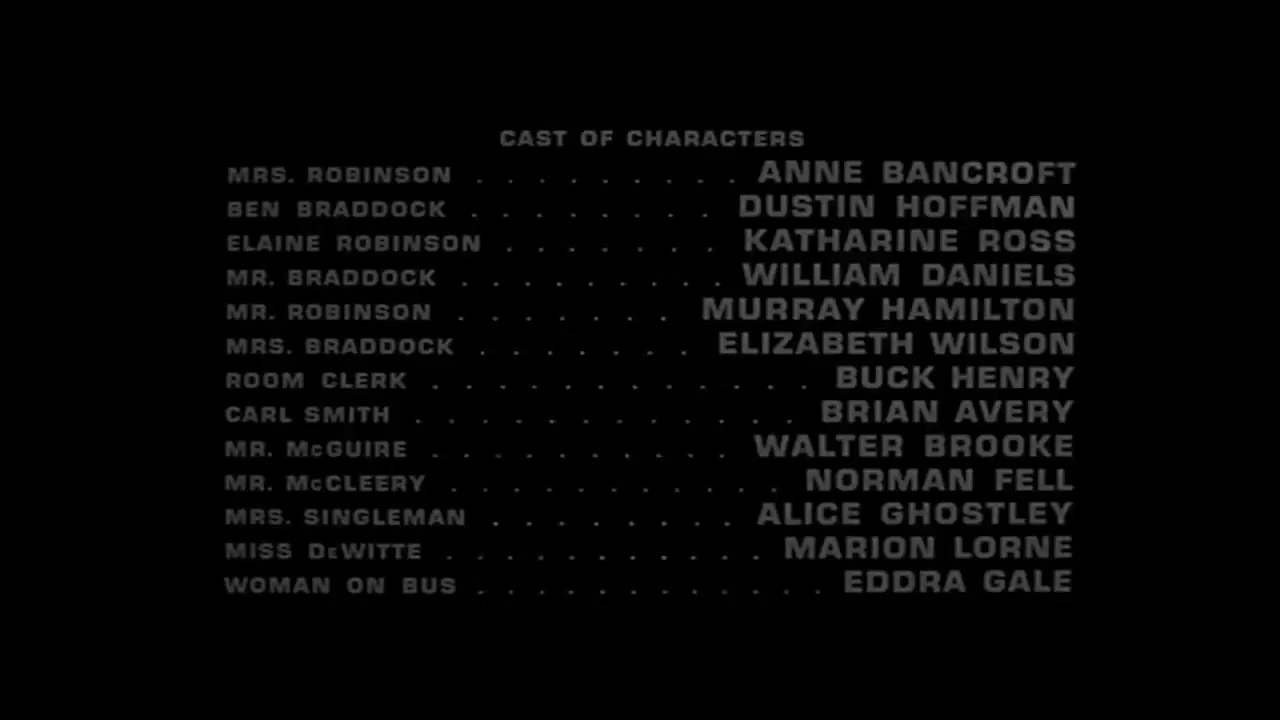 CAST OF CHARACTERS
MRS. ROBINSON . . . . . . . . . ANNE BANCROFT
BEN BRADDOCK . . . . . . . . DUSTIN HOFFMAN
ELAINE ROBINSON . . . . . . . KATHARINE ROSS
MR. BRADDOCK . . . . . . . . . WILLIAM DANIELS
MR. ROBINSON . . . . . . . MURRAY HAMILTON
MRS. BRADDOCK . . . . . . . ELIZABETH WILSON
ROOM CLERK . . . . . . . . . . . . BUCK HENRY
CARL SMITH . . . . . . . . . . . . BRIAN AVERY
MR. McGUIRE . . . . . . . . . . WALTER BROOKE
MR. McCLEERY . . . . . . . . . . . NORMAN FELL
MRS. SINGLEMAN . . . . . . . . ALICE GHOSTLEY
MISS DeWITTE . . . . . . . . . . MARION LORNE
WOMAN ON BUS . . . . . . . . . . . EDDRA GALE